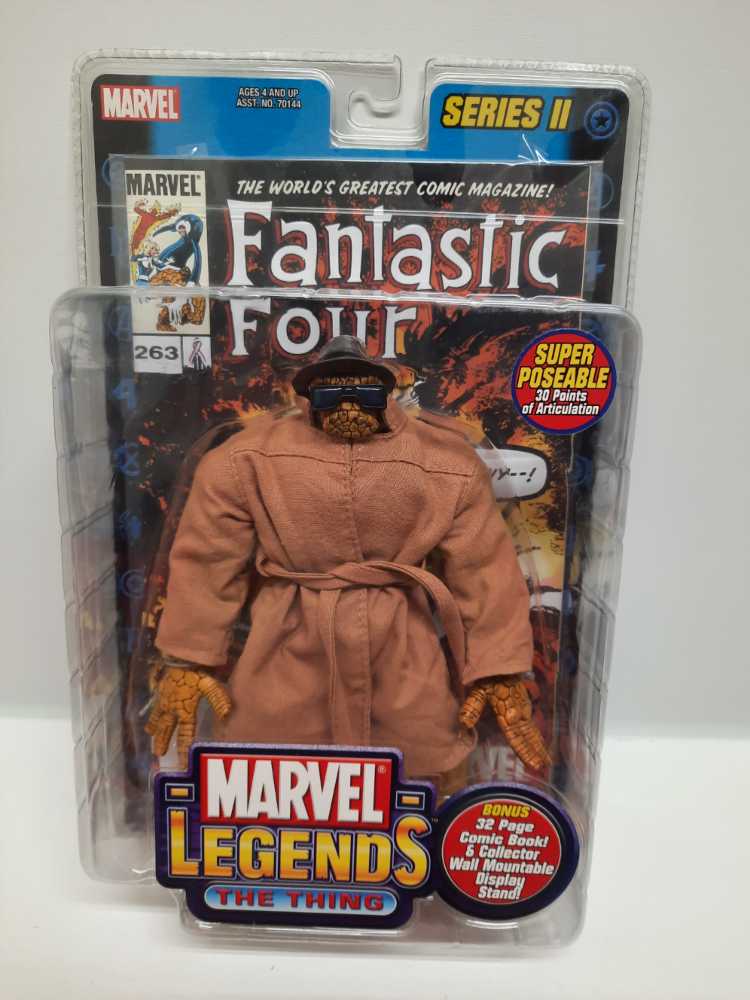 MARVEL
AGES 4 AND UP
ASST. NO. 70144
SERIES II
MARVEL
THE WORLD'S GREATEST COMIC MAGAZINE!
Fantastic
Four
263
SUPER
POSEABLE
30 Points
of Articulation
MARVEL
LEGENDS
THE THING
BONUS
32 Page
Comic Book!
& Collector
Wall Mountable
Display
Stand!